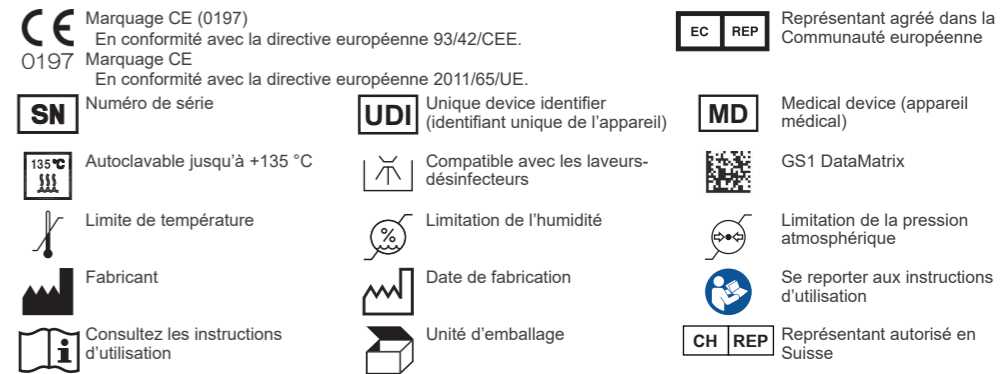 Marquage CE (0197)
En conformité avec la directive européenne 93/42/CEE.
0197 Marquage CE
En conformité avec la directive européenne 2011/65/UE.
EC REP Représentant agréé dans la
Communauté européenne
SN Numéro de série
UDI Unique device identifier
(identifiant unique de l'appareil)
MD Medical device (appareil
médical)
135°C Autoclavable jusqu'à +135 °C
Compatible avec les laveurs-
désinfecteurs
GS1 DataMatrix
Limite de température
% Limitation de l'humidité
Limitation de la pression
atmosphérique
Fabricant
Date de fabrication
Se reporter aux instructions
d'utilisation
i Consultez les instructions
d'utilisation
Unité d'emballage
CH REP Représentant autorisé en
Suisse